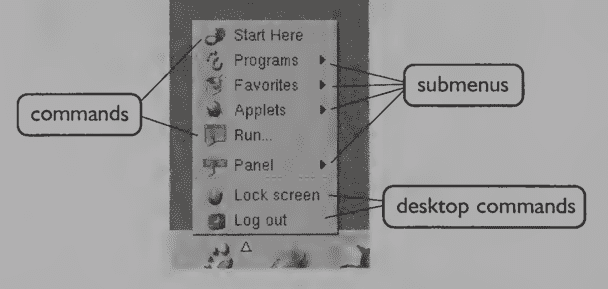 Start Here
Programs
Favorites
Applets
Run...
Panel
Lock screen
Log out
commands
submenus
desktop commands